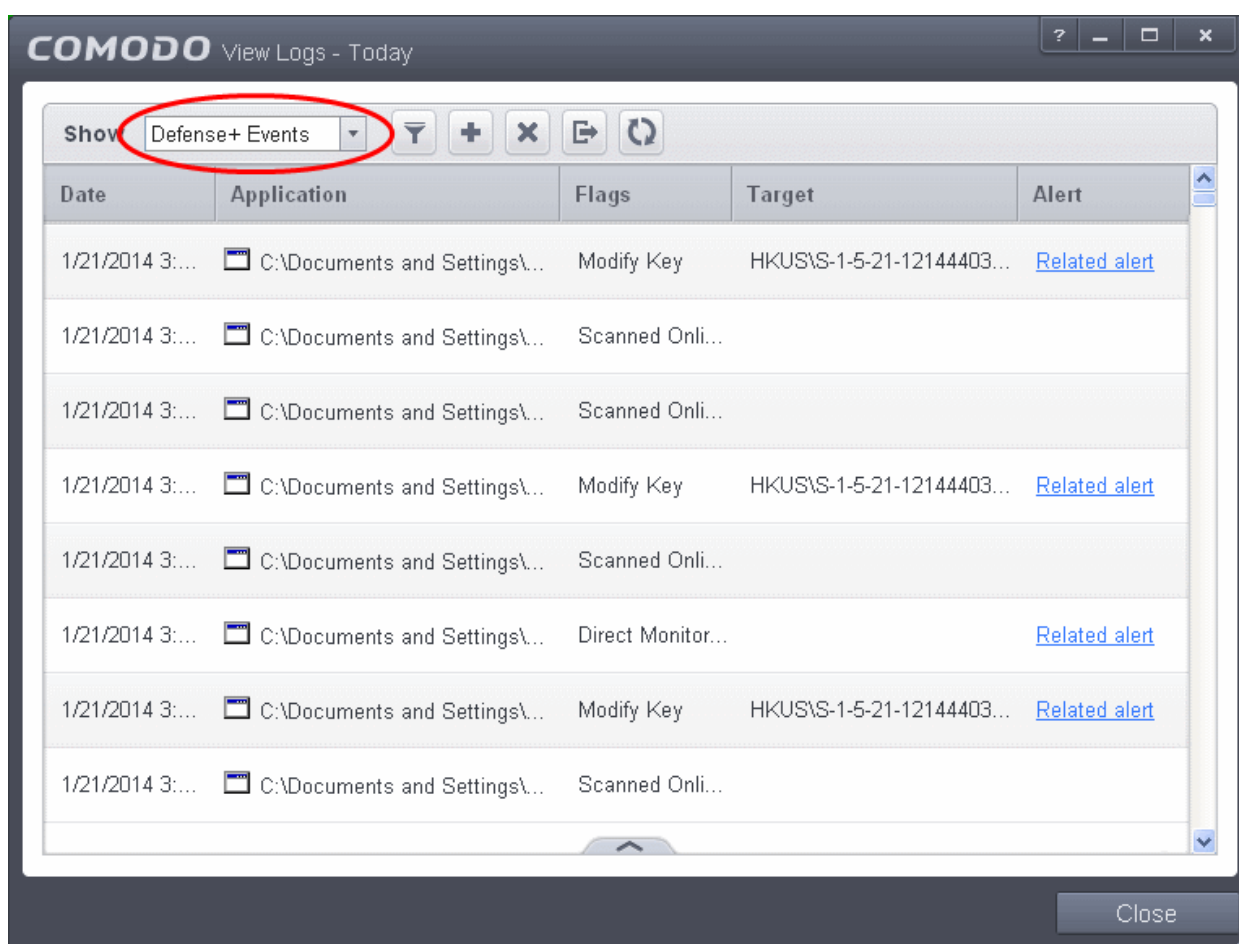 COMODO View Logs - Today
?
Show Defense+ Events
Date Application Flags Target Alert
1/21/2014 3:... C:\Documents and Settings\... Modify Key HKUS\S-1-5-21-12144403... Related alert
1/21/2014 3:... C:\Documents and Settings\... Scanned Onli...
1/21/2014 3:... C:\Documents and Settings\... Scanned Onli...
1/21/2014 3:... C:\Documents and Settings\... Modify Key HKUS\S-1-5-21-12144403... Related alert
1/21/2014 3:... C:\Documents and Settings\... Scanned Onli...
1/21/2014 3:... C:\Documents and Settings\... Direct Monitor... Related alert
1/21/2014 3:... C:\Documents and Settings\... Modify Key HKUS\S-1-5-21-12144403... Related alert
1/21/2014 3:... C:\Documents and Settings\... Scanned Onli...
Close